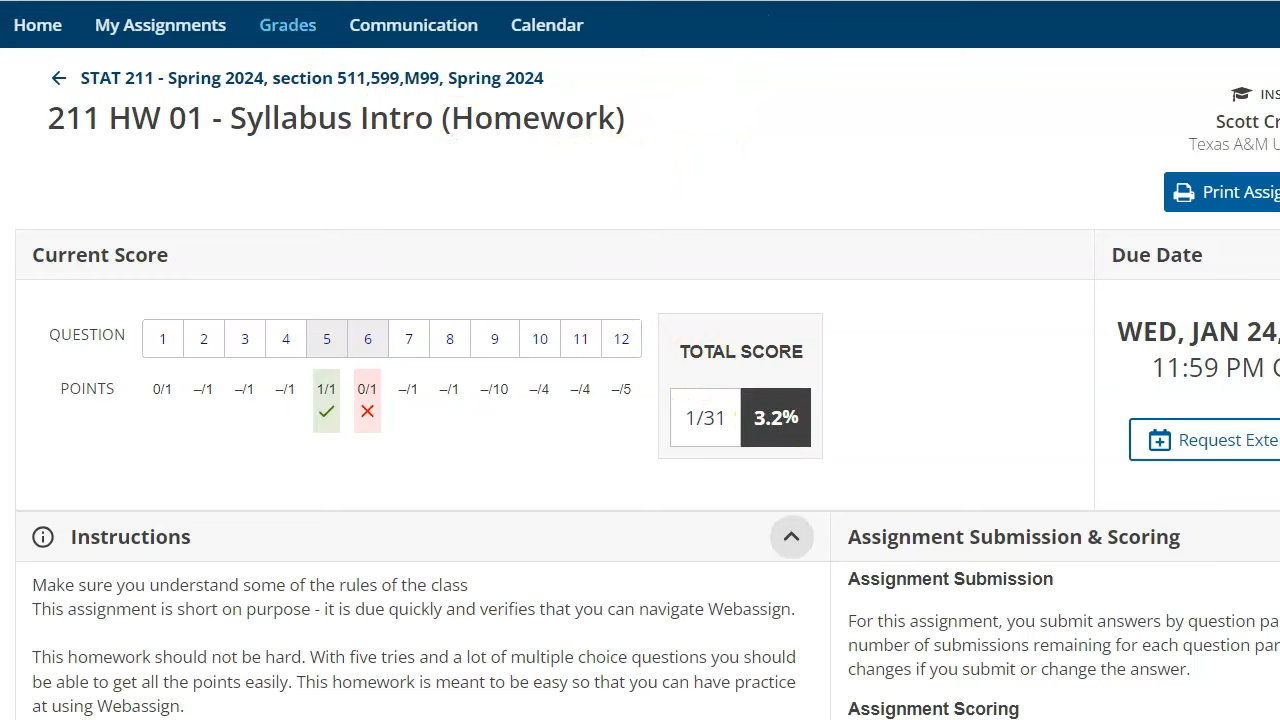 Home My Assignments Grades Communication Calendar
← STAT 211 - Spring 2024, section 511,599,M99, Spring 2024
211 HW 01 - Syllabus Intro (Homework)
Scott
Texas A&M
Print
Current Score
Due Date
QUESTION 1 2 3 4 5 6 7 8 9 10 11 12
POINTS 0/1 –/1 –/1 –/1 1/1 0/1 –/1 –/1 –/10 –/4 –/4 –/5
TOTAL SCORE
1/31 3.2%
WED, JAN 24,
11:59 PM
Request
Instructions
Make sure you understand some of the rules of the class
This assignment is short on purpose - it is due quickly and verifies that you can navigate Webassign.
This homework should not be hard. With five tries and a lot of multiple choice questions you should
be able to get all the points easily. This homework is meant to be easy so that you can have practice
at using Webassign.
Assignment Submission & Scoring
Assignment Submission
For this assignment, you submit answers by question
number of submissions remaining for each question
changes if you submit or change the answer.
Assignment Scoring